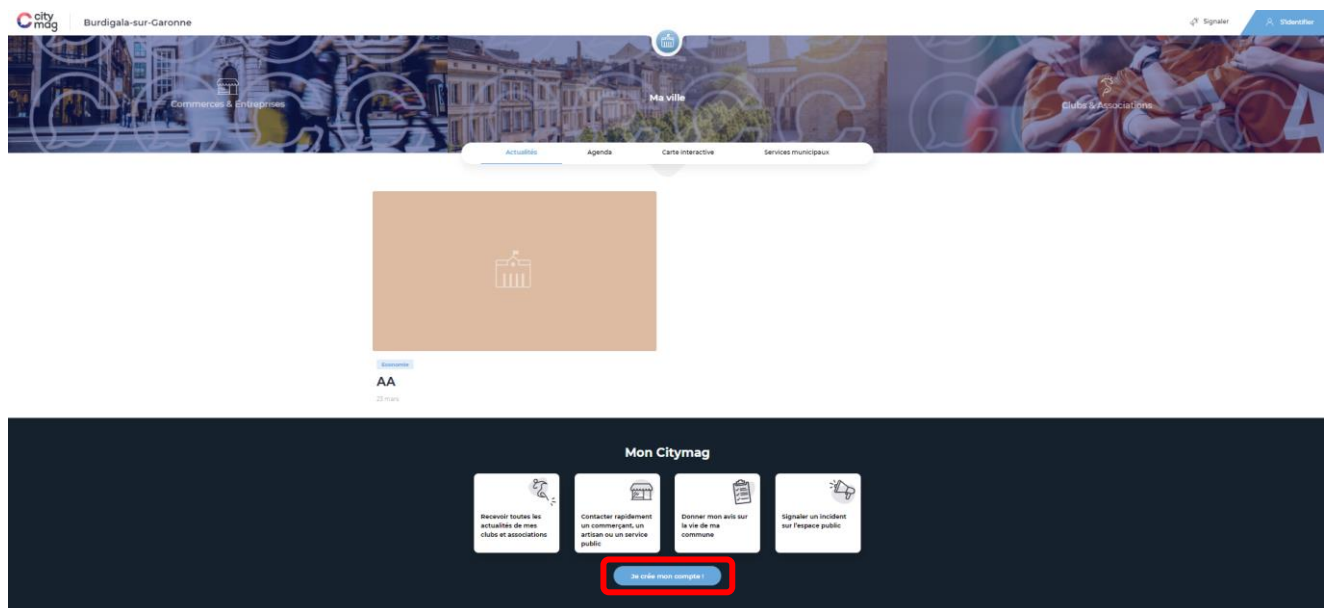 city
mag
Burdigala-sur-Garonne
Signaler
S'identifier
Commerces & Entreprises
Ma ville
Clubs & Associations
Actualités
Agenda
Carte interactive
Services municipaux
Economie
AA
23 mars
Mon Citymag
Recevoir toutes les
actualités de mes
clubs et associations
Contacter rapidement
un commerçant, un
artisan ou un service
public
Donner mon avis sur
la vie de ma
commune
Signaler un incident
sur l'espace public
Je crée mon compte !